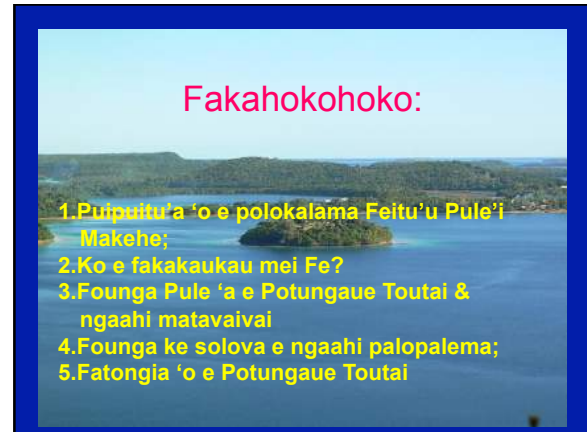 Fakahokohoko:
1.Puipuitu’a ‘o e polokalama Feitu’u Pule’i
Makehe;
2.Ko e fakakaukau mei Fe?
3.Founga Pule ‘a e Potungaue Toutai &
ngaahi matavaivai
4.Founga ke solova e ngaahi palopalema;
5.Fatongia ‘o e Potungaue Toutai